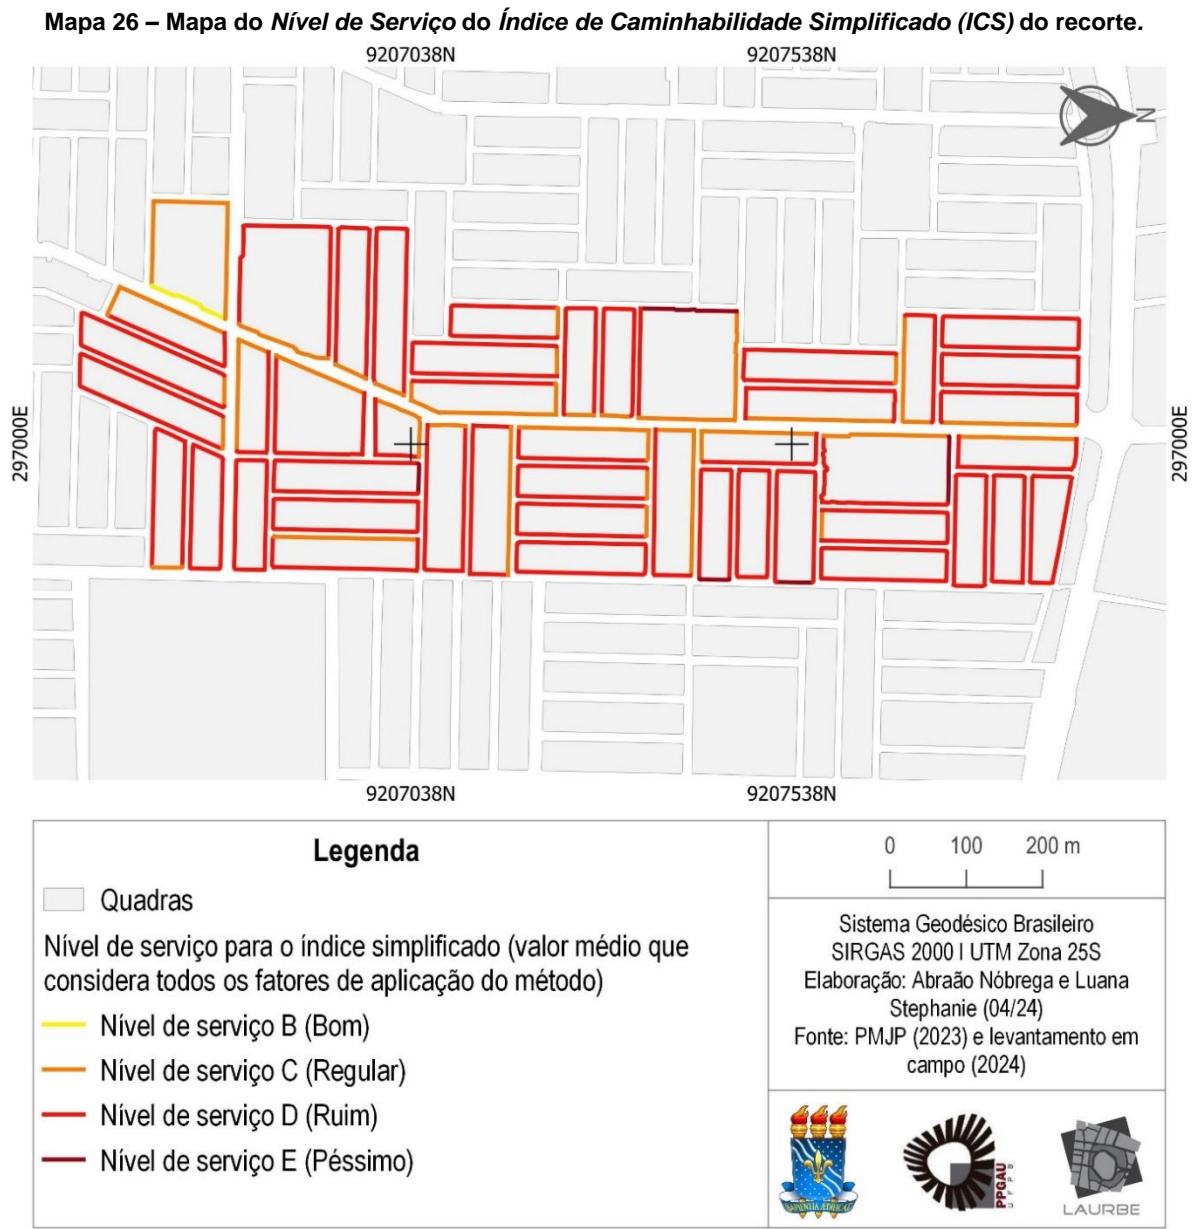 Mapa 26 – Mapa do Nível de Serviço do Índice de Caminhabilidade Simplificado (ICS) do recorte.
9207038N 9207538N
N
297000E 297000E
9207038N 9207538N
Legenda
Quadras
Nível de serviço para o índice simplificado (valor médio que
considera todos os fatores de aplicação do método)
Nível de serviço B (Bom)
Nível de serviço C (Regular)
Nível de serviço D (Ruim)
Nível de serviço E (Péssimo)
0 100 200 m
Sistema Geodésico Brasileiro
SIRGAS 2000 I UTM Zona 25S
Elaboração: Abraão Nóbrega e Luana
Stephanie (04/24)
Fonte: PMJP (2023) e levantamento em
campo (2024)
SAPIENTIA ÆDIFICAT
PPGAU
UFPB
LAURBE